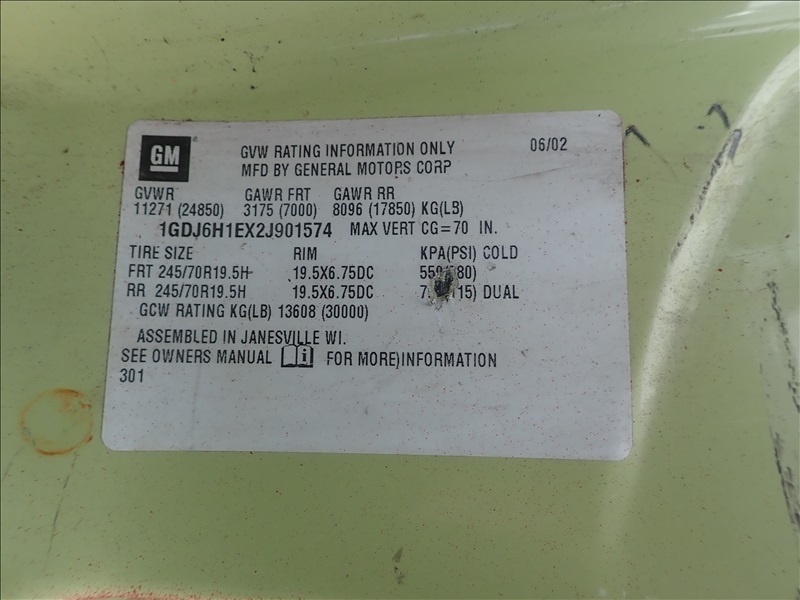 GM
GVW RATING INFORMATION ONLY 06/02
MFD BY GENERAL MOTORS CORP
GVWR GAWR FRT GAWR RR
11271 (24850) 3175 (7000) 8096 (17850) KG(LB)
1GDJ6H1EX2J901574 MAX VERT CG=70 IN.
TIRE SIZE RIM KPA(PSI) COLD
FRT 245/70R19.5H 19.5X6.75DC
RR 245/70R19.5H 19.5X6.75DC DUAL
GCW RATING KG(LB) 13608 (30000)
ASSEMBLED IN JANESVILLE WI.
SEE OWNERS MANUAL FOR MORE)INFORMATION
301